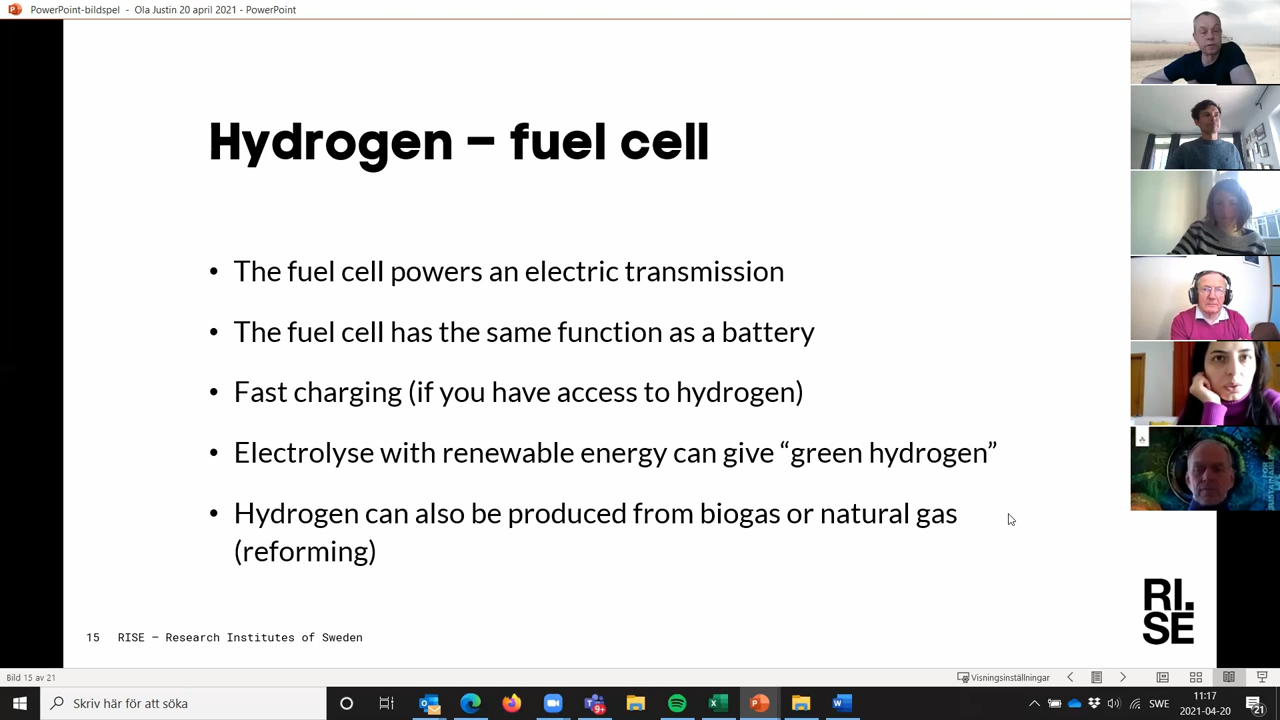 PowerPoint-bildspel - Ola Justin 20 april 2021 - PowerPoint
Hydrogen – fuel cell
• The fuel cell powers an electric transmission
• The fuel cell has the same function as a battery
• Fast charging (if you have access to hydrogen)
• Electrolyse with renewable energy can give “green hydrogen”
• Hydrogen can also be produced from biogas or natural gas
(reforming)
15 RISE — Research Institutes of Sweden
RI.
SE
Bild 15 av 21
Visningsinställningar
Skriv här för att söka
9+
SWE
11:17
2021-04-20
21